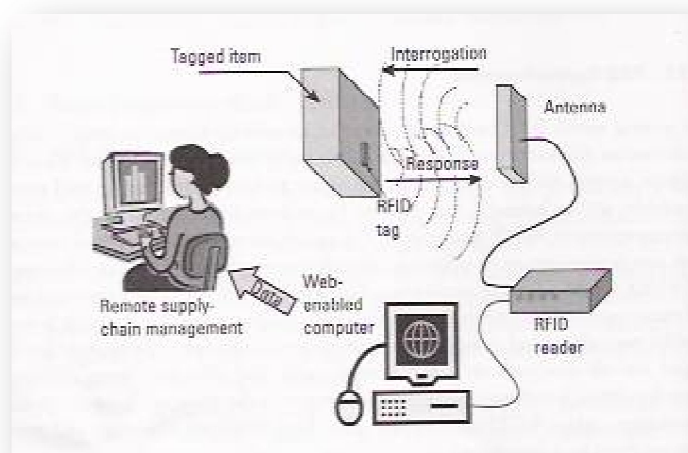 Tagged item
Interrogation
Antenna
Response
RFID
tag
Remote supply-
chain management
Data
Web-
enabled
computer
RFID
reader